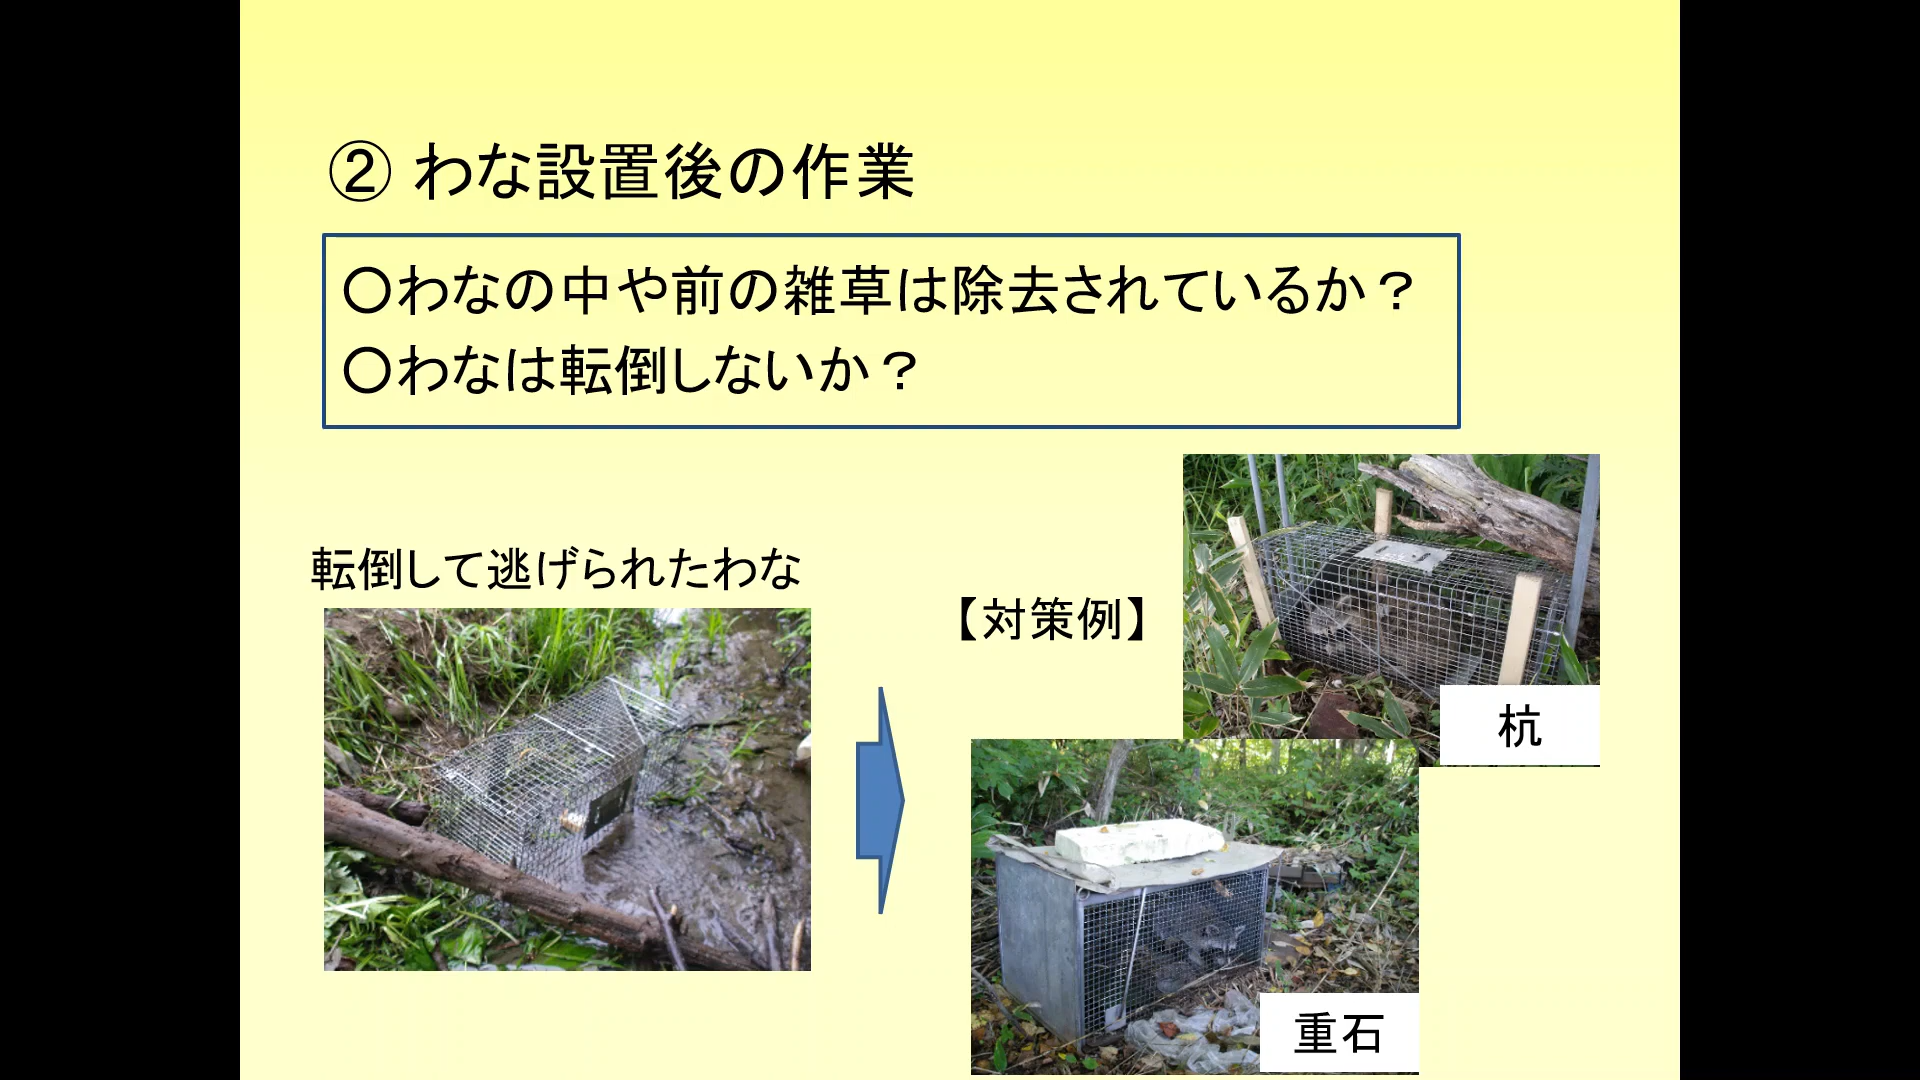 ② わな設置後の作業
○わなの中や前の雑草は除去されているか？
○わなは転倒しないか？
転倒して逃げられたわな
【対策例】
杭
重石